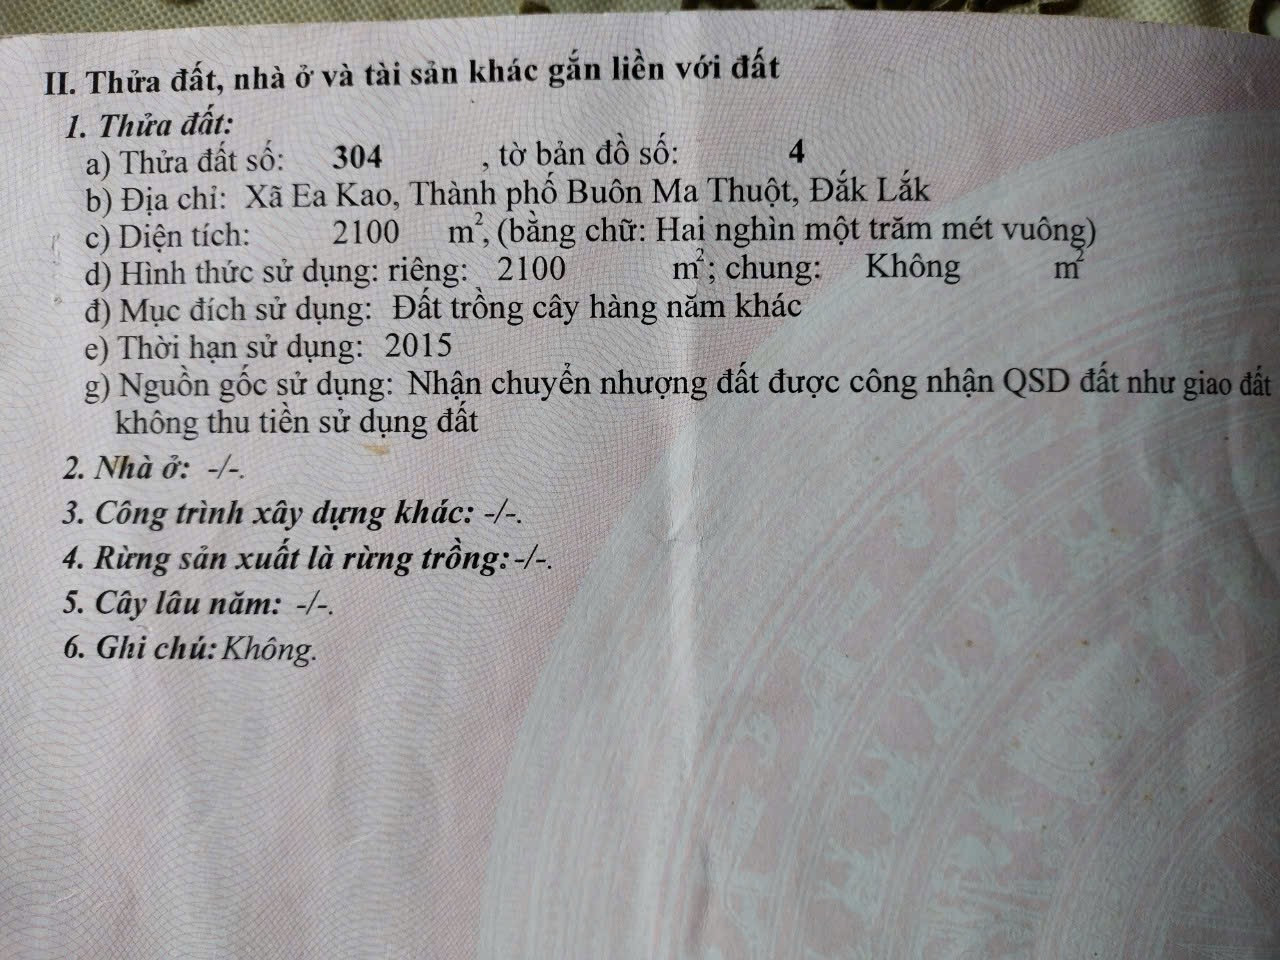 II. Thửa đất, nhà ở và tài sản khác gắn liền với đất
1. Thửa đất:
a) Thửa đất số: 304 , tờ bản đồ số: 4
b) Địa chỉ: Xã Ea Kao, Thành phố Buôn Ma Thuột, Đắk Lắk
c) Diện tích: 2100 m², (bằng chữ: Hai nghìn một trăm mét vuông)
d) Hình thức sử dụng: riêng: 2100 m²; chung: Không m²
đ) Mục đích sử dụng: Đất trồng cây hàng năm khác
e) Thời hạn sử dụng: 2015
g) Nguồn gốc sử dụng: Nhận chuyển nhượng đất được công nhận QSD đất như giao đất
không thu tiền sử dụng đất
2. Nhà ở: -/-.
3. Công trình xây dựng khác: -/-.
4. Rừng sản xuất là rừng trồng: -/-.
5. Cây lâu năm: -/-.
6. Ghi chú: Không.